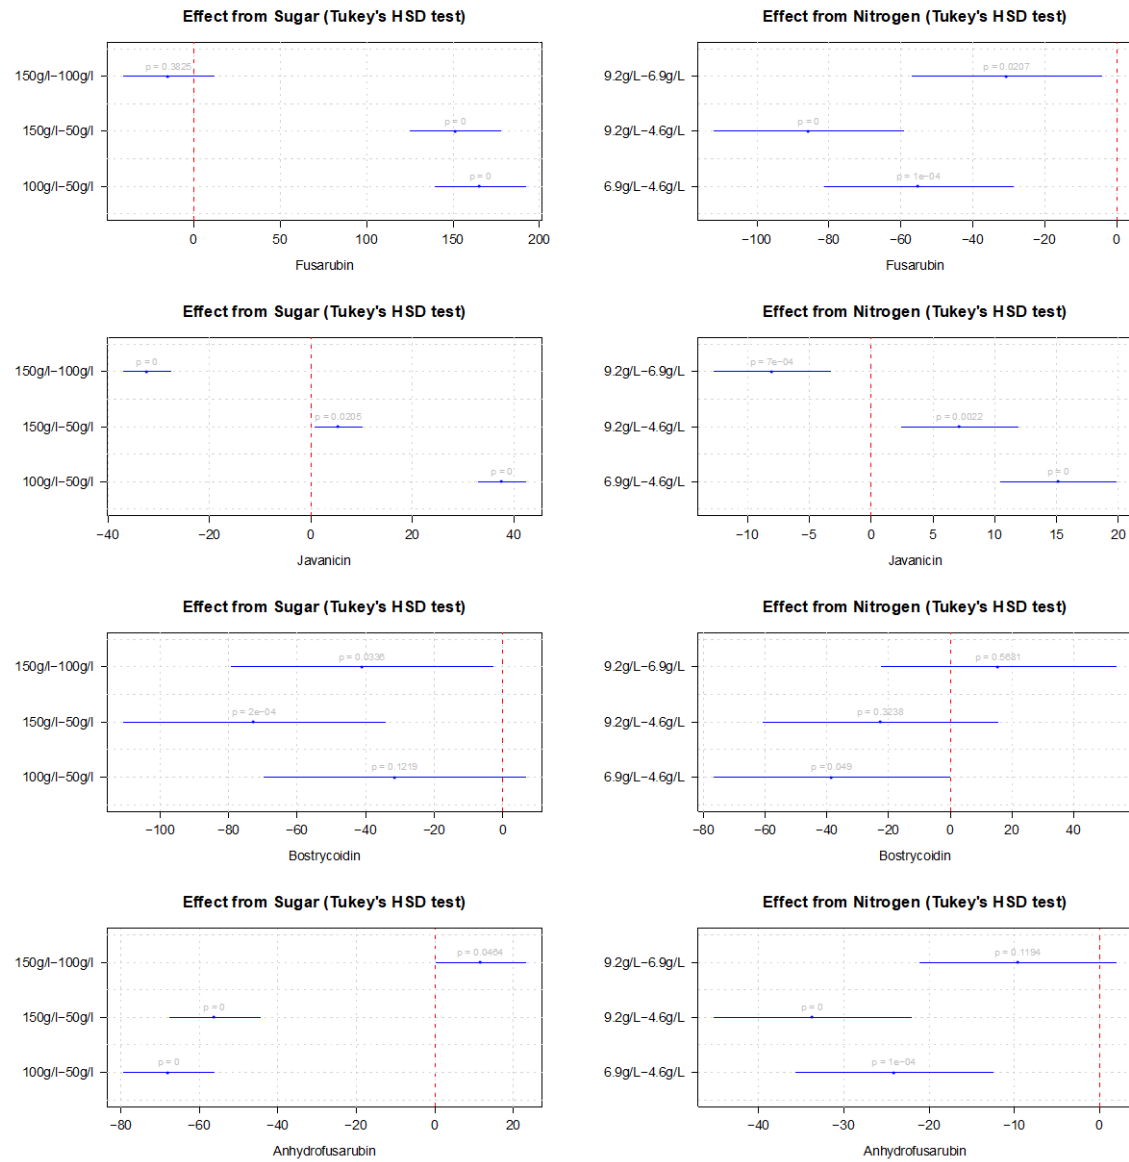 Effect from Sugar (Tukey's HSD test)
150g/l−100g/l
p = 0.3825
150g/l−50g/l
p = 0
100g/l−50g/l
p = 0
0 50 100 150 200
Fusarubin
Effect from Nitrogen (Tukey's HSD test)
9.2g/L−6.9g/L
p = 0.0207
9.2g/L−4.6g/L
p = 0
6.9g/L−4.6g/L
p = 1e−04
−100 −80 −60 −40 −20 0
Fusarubin
Effect from Sugar (Tukey's HSD test)
150g/l−100g/l
p = 0
150g/l−50g/l
p = 0.0205
100g/l−50g/l
p = 0
−40 −20 0 20 40
Javanicin
Effect from Nitrogen (Tukey's HSD test)
9.2g/L−6.9g/L
p = 7e−04
9.2g/L−4.6g/L
p = 0.0022
6.9g/L−4.6g/L
p = 0
−10 −5 0 5 10 15 20
Javanicin
Effect from Sugar (Tukey's HSD test)
150g/l−100g/l
p = 0.0336
150g/l−50g/l
p = 2e−04
100g/l−50g/l
p = 0.1219
−100 −80 −60 −40 −20 0
Bostrycoidin
Effect from Nitrogen (Tukey's HSD test)
9.2g/L−6.9g/L
9.2g/L−4.6g/L
p = 0.3238
6.9g/L−4.6g/L
p = 0.049
−80 −60 −40 −20 0 20 40
Bostrycoidin
Effect from Sugar (Tukey's HSD test)
150g/l−100g/l
p = 0.0464
150g/l−50g/l
p = 0
100g/l−50g/l
p = 0
−80 −60 −40 −20 0 20
Anhydrofusarubin
Effect from Nitrogen (Tukey's HSD test)
9.2g/L−6.9g/L
p = 0.1194
9.2g/L−4.6g/L
p = 0
6.9g/L−4.6g/L
p = 1e−04
−40 −30 −20 −10 0
Anhydrofusarubin